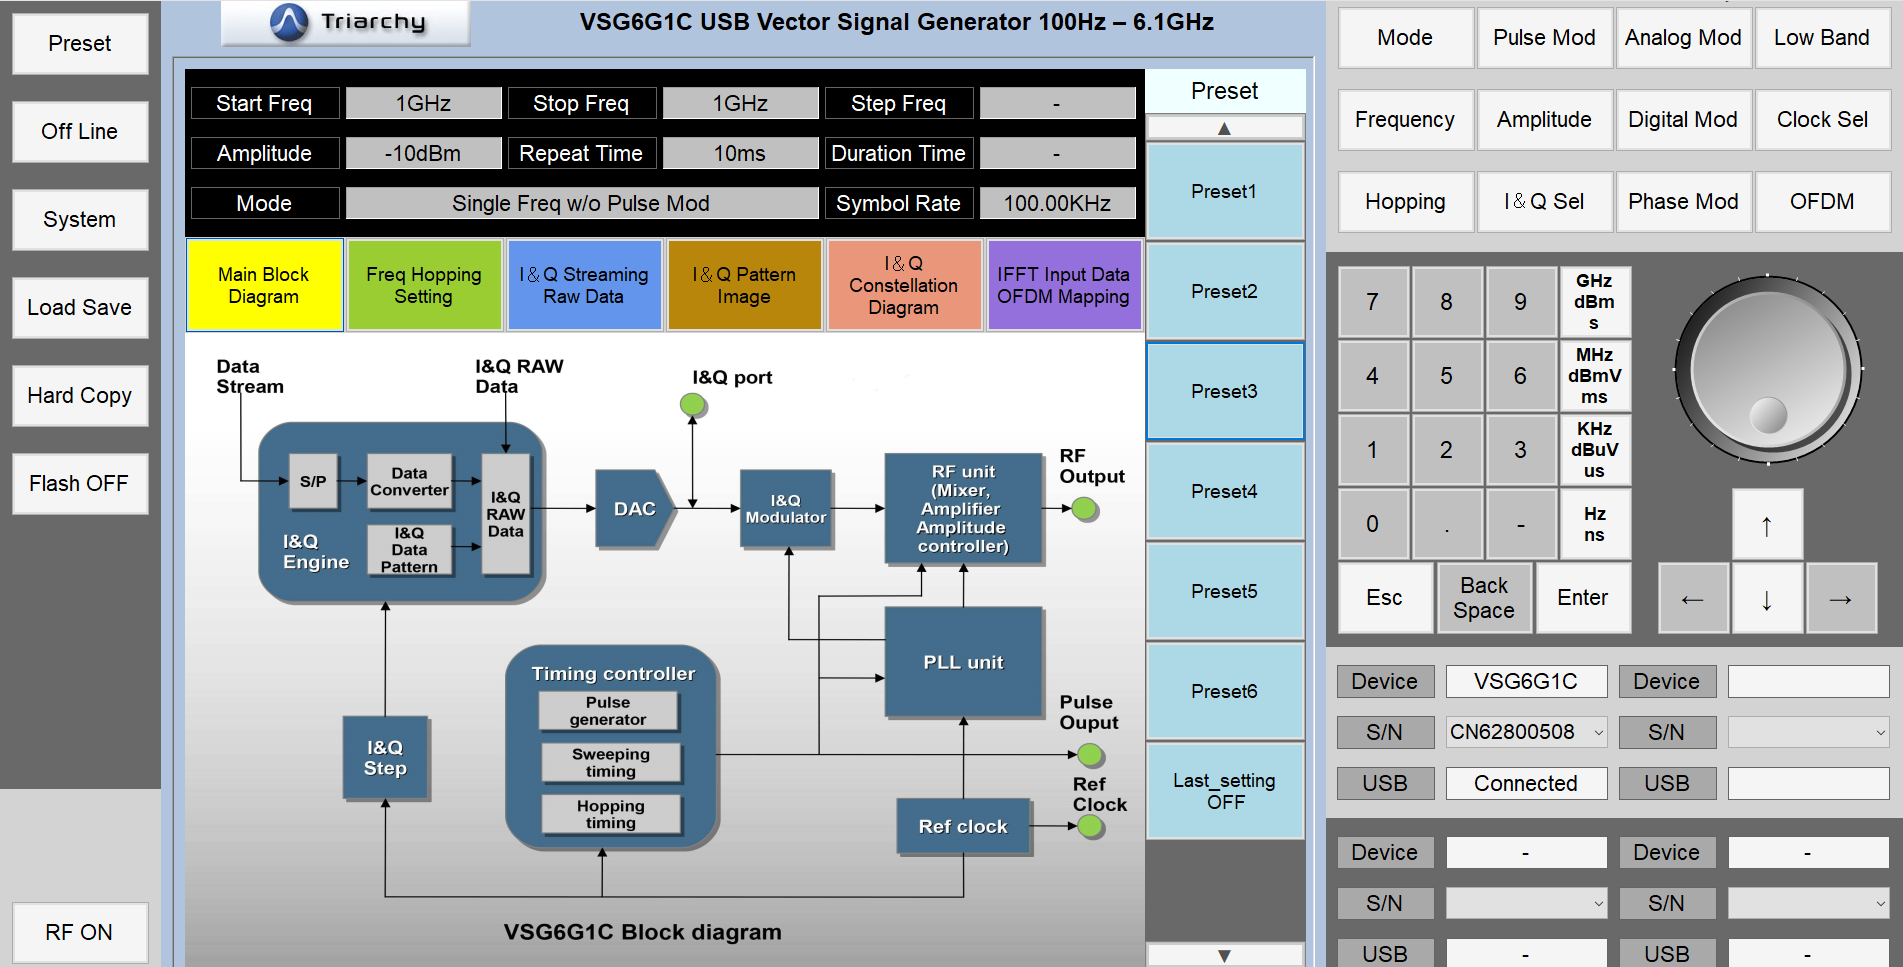 Triarchy
VSG6G1C USB Vector Signal Generator 100Hz – 6.1GHz
Preset
Off Line
System
Load Save
Hard Copy
Flash OFF
RF ON
Start Freq 1GHz Stop Freq 1GHz Step Freq -
Amplitude -10dBm Repeat Time 10ms Duration Time -
Mode Single Freq w/o Pulse Mod Symbol Rate 100.00KHz
Main Block
Diagram
Freq Hopping
Setting
I&Q Streaming
Raw Data
I&Q Pattern
Image
I&Q
Constellation
Diagram
IFFT Input Data
OFDM Mapping
Data
Stream
I&Q RAW
Data
I&Q port
S/P
Data
Converter
I&Q
Data
Pattern
I&Q
RAW
Data
I&Q
Engine
DAC
I&Q
Modulator
RF unit
(Mixer,
Amplifier
Amplitude
controller)
RF
Output
PLL unit
Timing controller
Pulse
generator
Sweeping
timing
Hopping
timing
I&Q
Step
Pulse
Ouput
Ref
Clock
Ref clock
VSG6G1C Block diagram
Preset
▲
Preset1
Preset2
Preset3
Preset4
Preset5
Preset6
Last_setting
OFF
▼
Mode Pulse Mod Analog Mod Low Band
Frequency Amplitude Digital Mod Clock Sel
Hopping I&Q Sel Phase Mod OFDM
7 8 9
GHz
dBm
s
4 5 6
MHz
dBmV
ms
1 2 3
KHz
dBuV
us
0 . -
Hz
ns
Esc
Back
Space
Enter
↑
← ↓ →
Device VSG6G1C Device
S/N CN62800508 S/N
USB Connected USB
Device - Device -
S/N S/N
USB - USB -